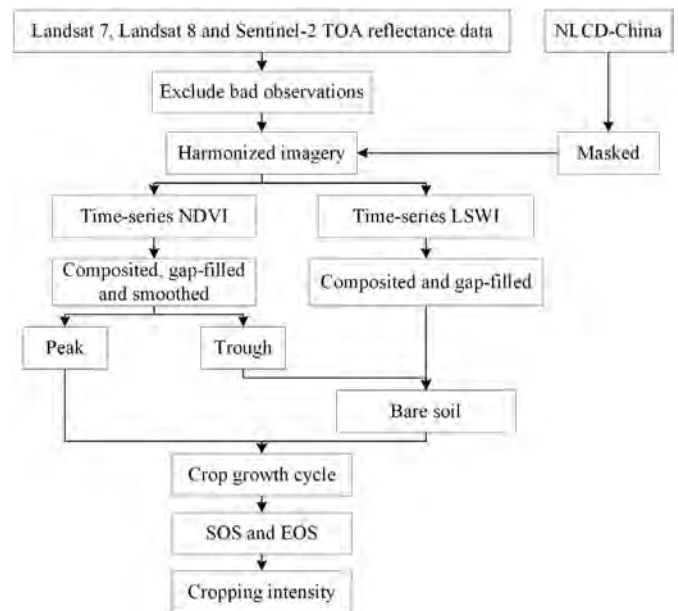 Landsat 7, Landsat 8 and Sentinel-2 TOA reflectance data
NLCD-China
Exclude bad observations
Harmonized imagery
Masked
Time-series NDVI
Time-series LSWI
Composited, gap-filled
and smoothed
Composited and gap-filled
Peak
Trough
Bare soil
Crop growth cycle
SOS and EOS
Cropping intensity